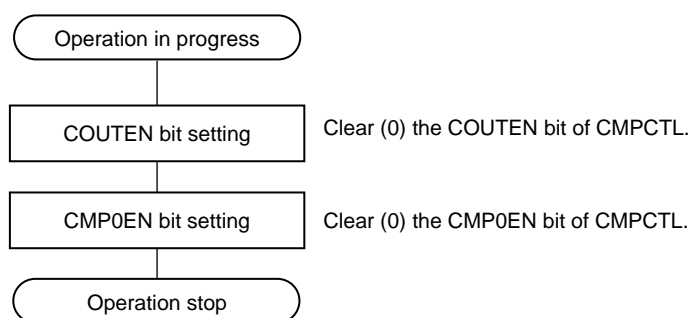 Operation in progress
COUTEN bit setting
Clear (0) the COUTEN bit of CMPCTL.
CMP0EN bit setting
Clear (0) the CMP0EN bit of CMPCTL.
Operation stop